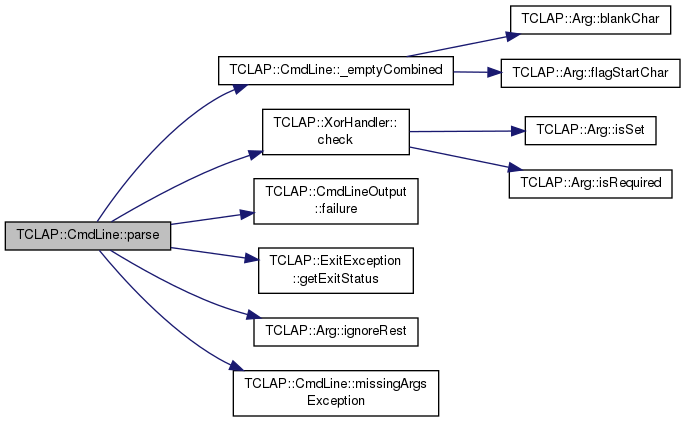 TCLAP::CmdLine::parse
TCLAP::CmdLine::_emptyCombined
TCLAP::Arg::blankChar
TCLAP::Arg::flagStartChar
TCLAP::XorHandler::
check
TCLAP::Arg::isSet
TCLAP::Arg::isRequired
TCLAP::CmdLineOutput
::failure
TCLAP::ExitException
::getExitStatus
TCLAP::Arg::ignoreRest
TCLAP::CmdLine::missingArgs
Exception